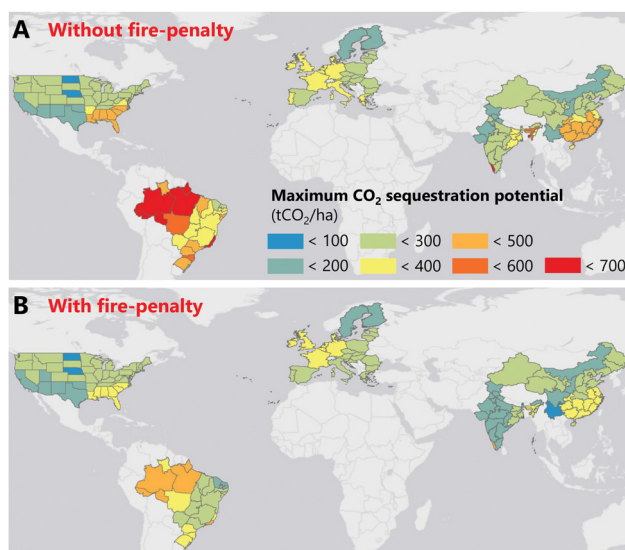 A
Without fire-penalty
Maximum CO₂ sequestration potential
(tCO₂/ha)
< 100 < 300 < 500
< 200 < 400 < 600 < 700
B
With fire-penalty